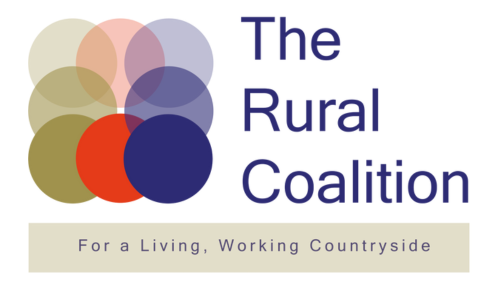 The
Rural
Coalition
For a Living, Working Countryside